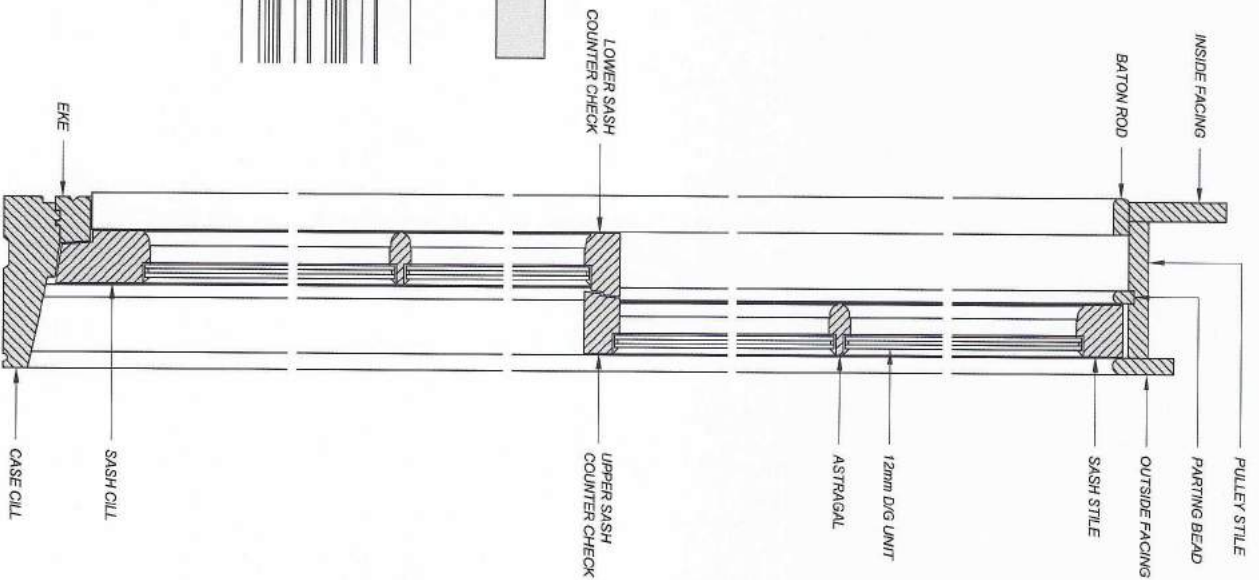 INSIDE FACING
BATON ROD
LOWER SASH
COUNTER CHECK
EKE
PULLEY STILE
OUTSIDE FACING
PARTING BEAD
SASH STILE
12mm D/G UNIT
ASTRAGAL
UPPER SASH
COUNTER CHECK
SASH CILL
CASE CILL